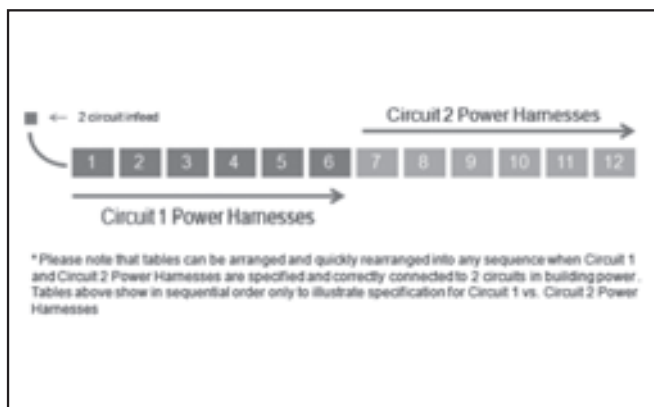 Circuit 2 Power Harnesses
← 2 circuit infeed
1 2 3 4 5 6 7 8 9 10 11 12
Circuit 1 Power Harnesses
* Please note that tables can be arranged and quickly rearranged into any sequence when Circuit 1
and Circuit 2 Power Harnesses are specified and correctly connected to 2 circuits in building power.
Tables above show in sequential order only to illustrate specification for Circuit 1 vs. Circuit 2 Power
Harnesses